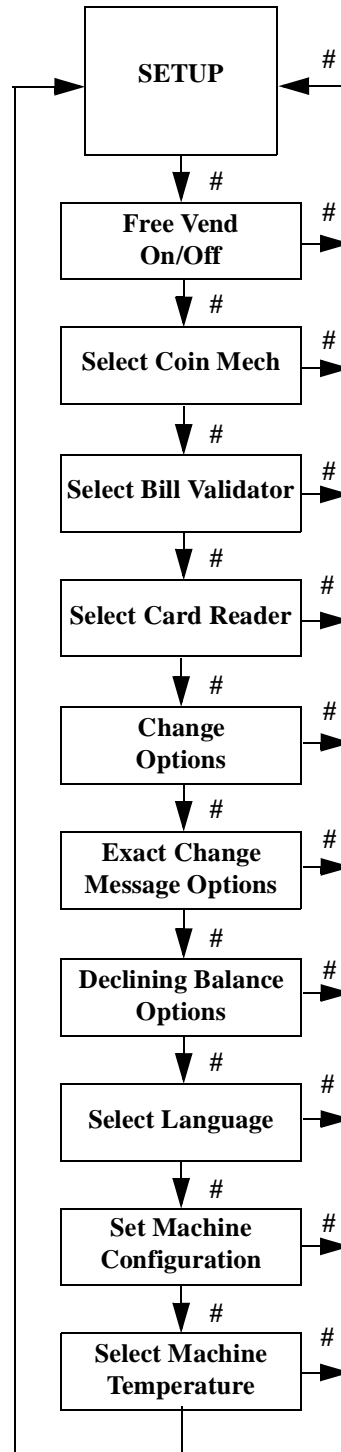 SETUP
#
#
Free Vend
On/Off
#
#
Select Coin Mech
#
#
Select Bill Validator
#
#
Select Card Reader
#
#
Change
Options
#
#
Exact Change
Message Options
#
#
Declining Balance
Options
#
#
Select Language
#
#
Set Machine
Configuration
#
#
Select Machine
Temperature
#